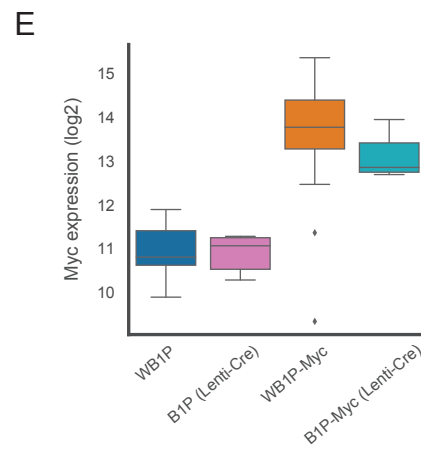 E
Myc expression (log2)
15
14
13
12
11
10
WB1P
B1P (Lenti-Cre)
WB1P-Myc
B1P-Myc (Lenti-Cre)